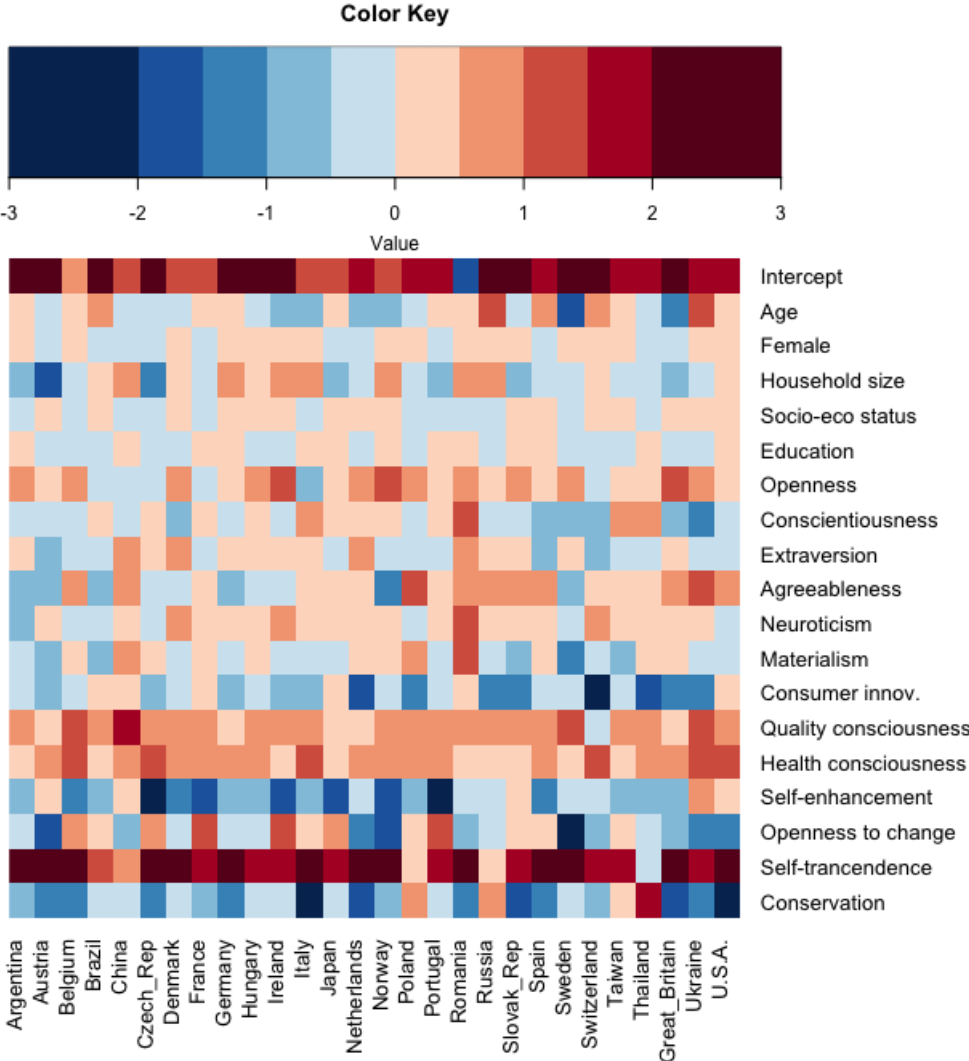 Color Key
-3 -2 -1 0 1 2 3
Value
Intercept
Age
Female
Household size
Socio-eco status
Education
Openness
Conscientiousness
Extraversion
Agreeableness
Neuroticism
Materialism
Consumer innov.
Quality consciousness
Health consciousness
Self-enhancement
Openness to change
Self-trancendence
Conservation
Argentina
Austria
Belgium
Brazil
China
Czech_Rep
Denmark
France
Germany
Hungary
Ireland
Italy
Japan
Netherlands
Norway
Poland
Portugal
Romania
Russia
Slovak_Rep
Spain
Sweden
Switzerland
Taiwan
Thailand
Great_Britain
Ukraine
U.S.A.